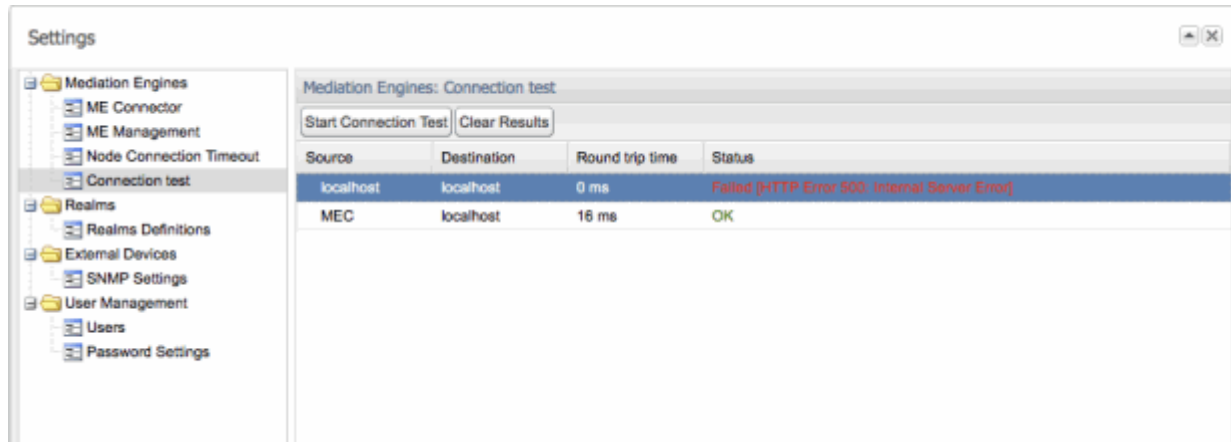 Settings
Mediation Engines
ME Connector
ME Management
Node Connection Timeout
Connection test
Realms
Realms Definitions
External Devices
SNMP Settings
User Management
Users
Password Settings
Mediation Engines: Connection test
Start Connection Test Clear Results
Source Destination Round trip time Status
localhost localhost 0 ms Failed [HTTP Error 500: Internal Server Error]
MEC localhost 16 ms OK